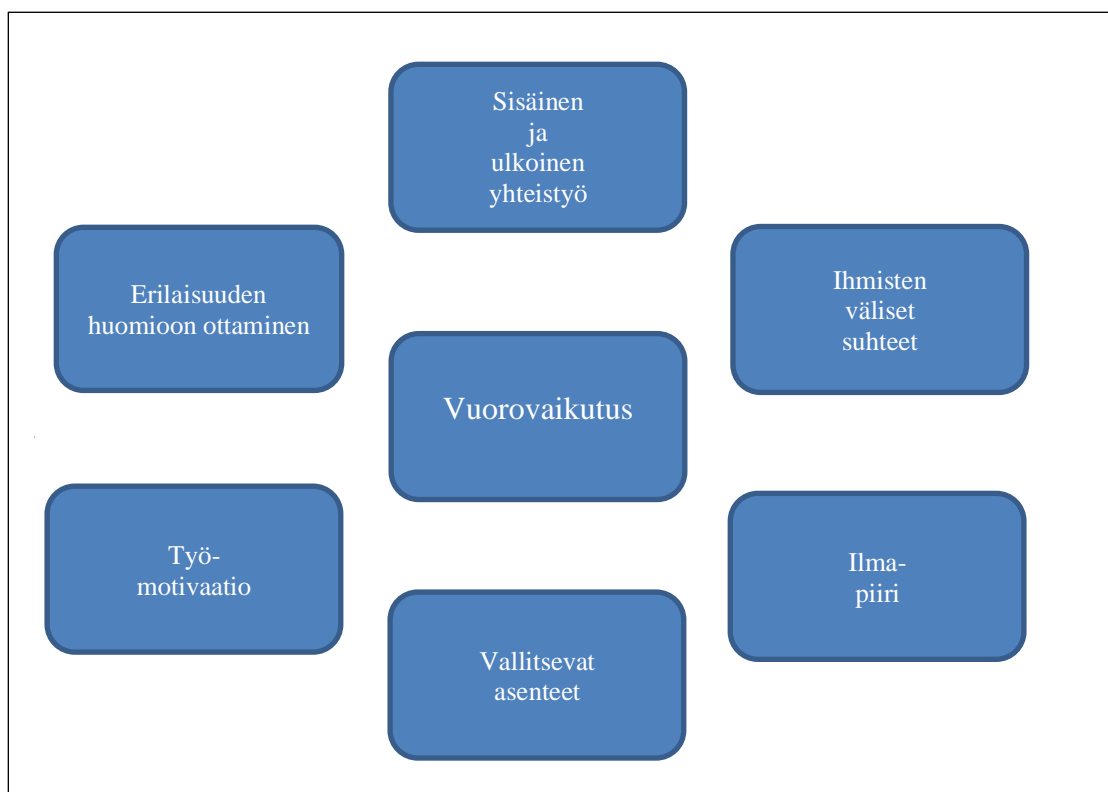 Sisäinen
ja
ulkoinen
yhteistyö
Erilaisuuden
huomioon ottaminen
Ihmisten
väliset
suhteet
Vuorovaikutus
Työ-
motivaatio
Ilma-
piiri
Vallitsevat
asenteet